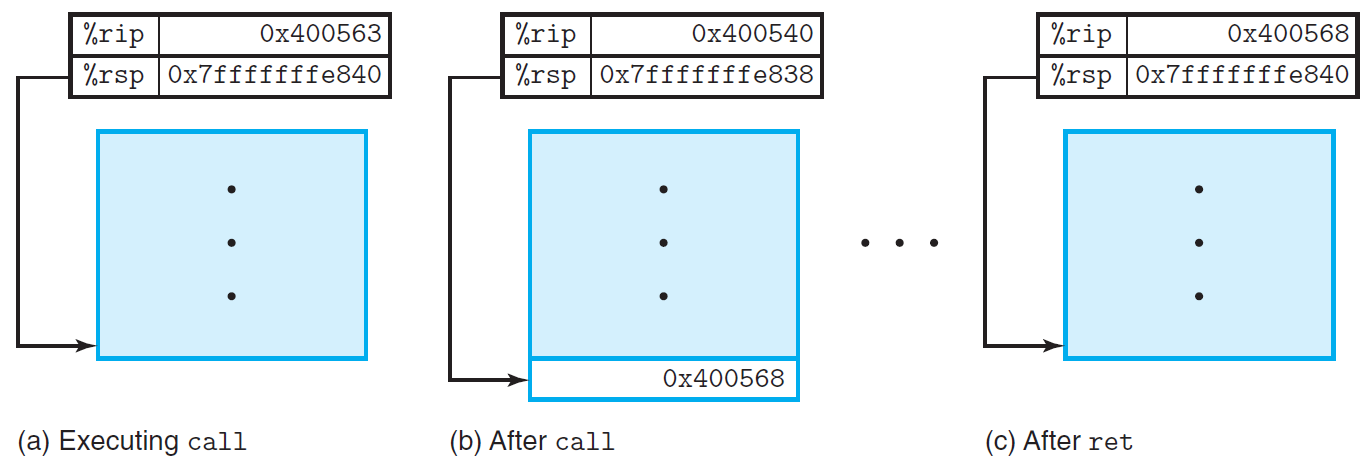 %rip 0x400563
%rsp 0x7fffffffe840
(a) Executing call
%rip 0x400540
%rsp 0x7fffffffe838
0x400568
(b) After call
%rip 0x400568
%rsp 0x7fffffffe840
(c) After ret